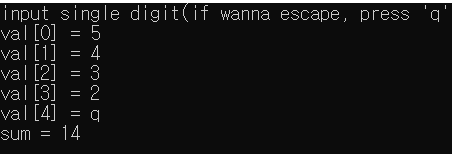 input single digit(if wanna escape, press 'q'
val[0] = 5
val[1] = 4
val[2] = 3
val[3] = 2
val[4] = q
sum = 14